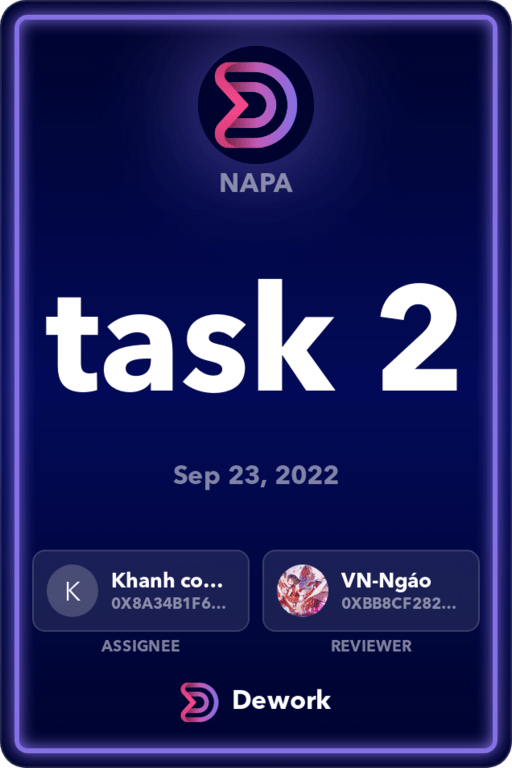 NAPA
task 2
Sep 23, 2022
K
Khanh co...
0X8A34B1F6...
VN-Ngáo
0XBB8CF282...
ASSIGNEE
REVIEWER
Dework